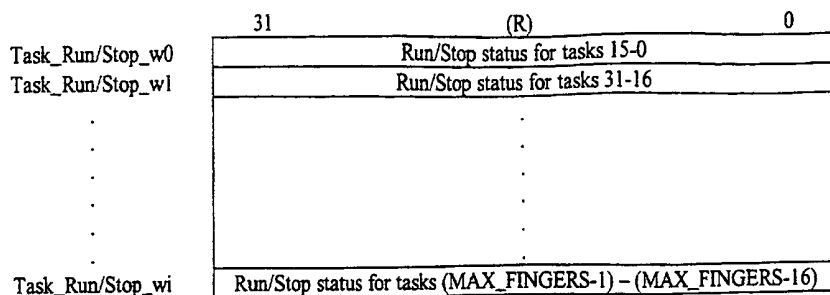 31 (R) 0
Task_Run/Stop_w0 Run/Stop status for tasks 15-0
Task_Run/Stop_w1 Run/Stop status for tasks 31-16
Task_Run/Stop_wi Run/Stop status for tasks (MAX_FINGERS-1) – (MAX_FINGERS-16)